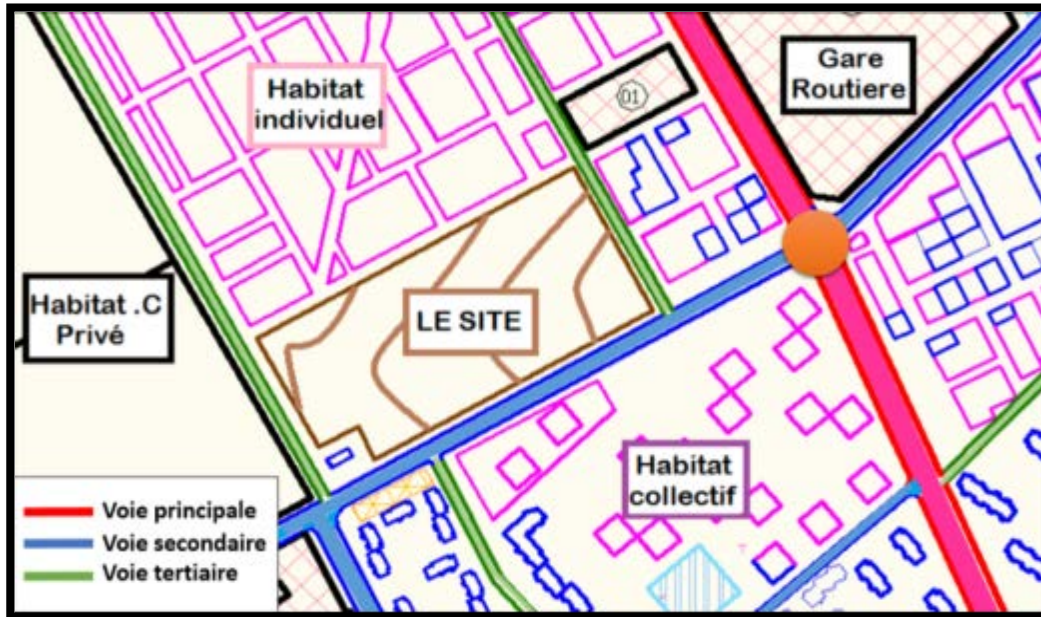 Gare
Routiere
01
Habitat
individuel
Habitat .C
Privé
LE SITE
Habitat
collectif
Voie principale
Voie secondaire
Voie tertiaire